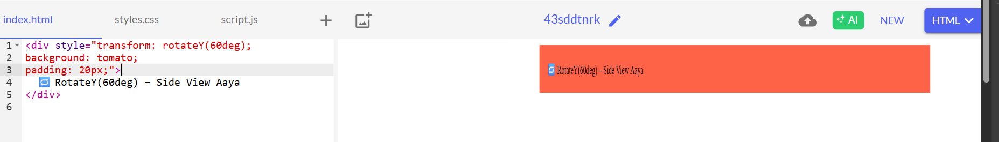 index.html styles.css script.js + 43sddtnrk AI NEW HTML
1 <div style="transform: rotateY(60deg);
2 background: tomato;
3 padding: 20px;">
4 🔁 RotateY(60deg) – Side View Aaya
5 </div>
6
🔁 RotateY(60deg) – Side View Aaya